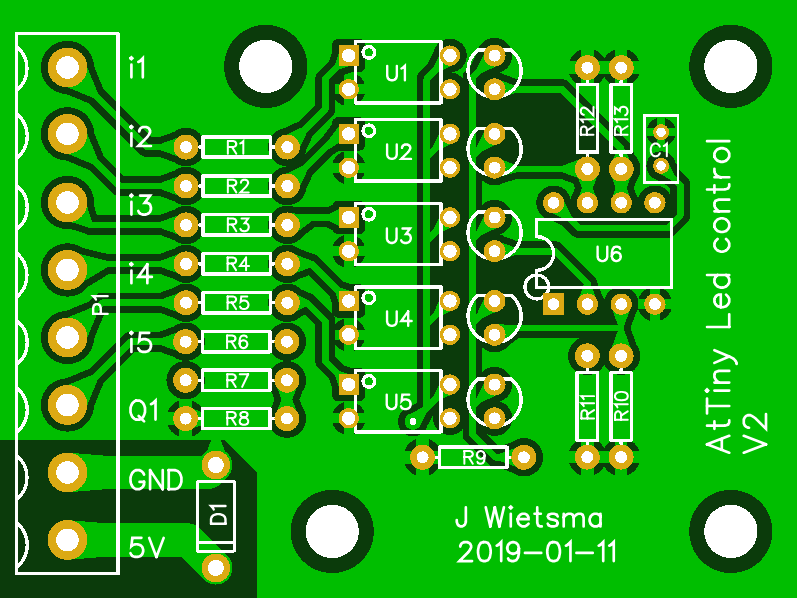 i1
i2
i3
i4
i5
Q1
GND
5V
P1
R1
R2
R3
R4
R5
R6
R7
R8
D1
U1
U2
U3
U4
U5
R9
R12
R13
C1
U6
R11
R10
AtTiny Led control
V2
J Wietsma
2019-01-11